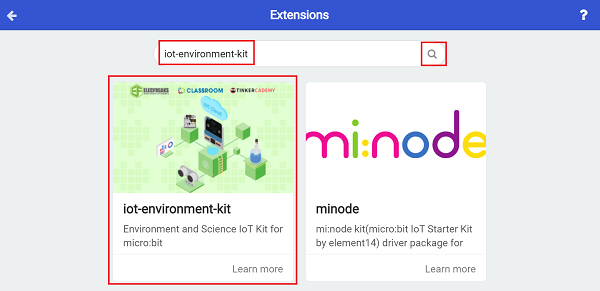 Extensions
?
iot-environment-kit
ELECFREAKS CLASSROOM TINKERCADEMY
IOT CLOUD
mi:node
iot-environment-kit
Environment and Science IoT Kit for
micro:bit
Learn more
minode
mi:node kit(micro:bit IoT Starter Kit
by element14) driver package for
Learn more